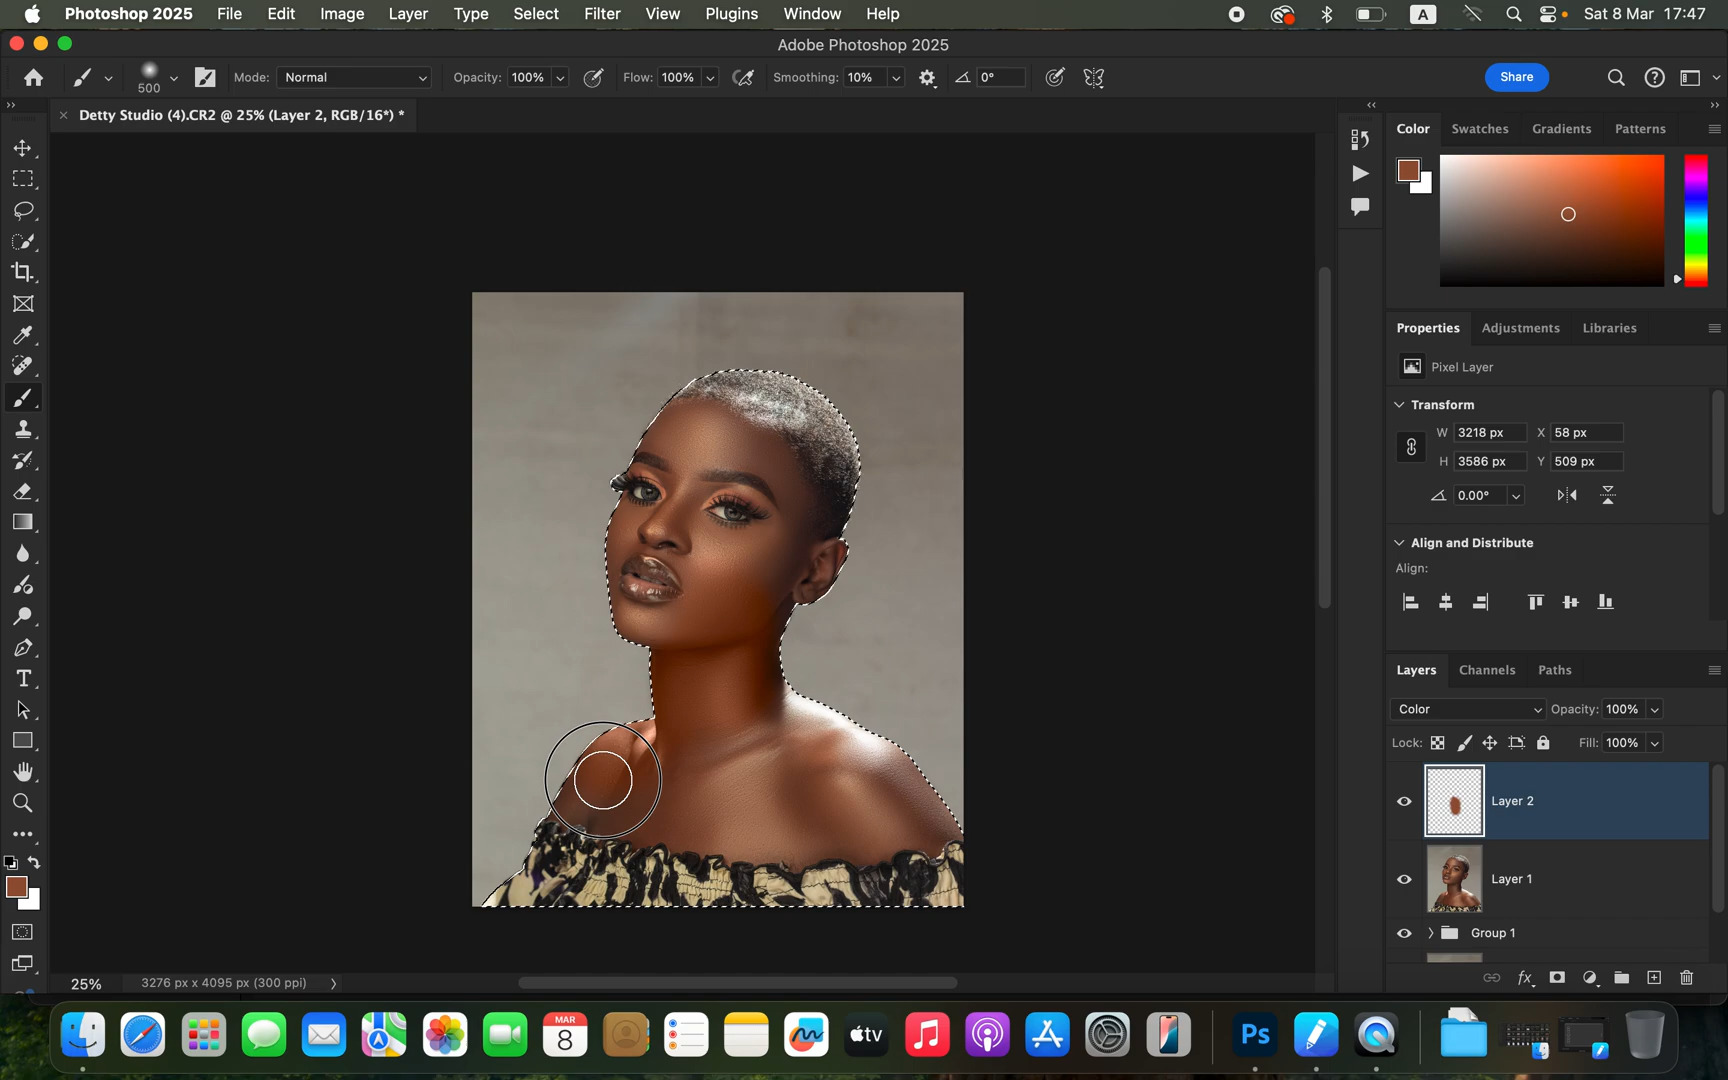 Photoshop 2025 File Edit Image Layer Type Select Filter View Plugins Window Help A Sat 8 Mar 17:47
Adobe Photoshop 2025
500 Mode: Normal Opacity: 100% Flow: 100% Smoothing: 10% 0° Share
Detty Studio (4).CR2 @ 25% (Layer 2, RGB/16*) *
Color Swatches Gradients Patterns
Properties Adjustments Libraries
Pixel Layer
Transform
W 3218 px X 58 px
H 3586 px Y 509 px
0.00°
Align and Distribute
Align:
Layers Channels Paths
Color Opacity: 100%
Lock: Fill: 100%
Layer 2
Layer 1
Group 1
fx
25% 3276 px x 4095 px (300 ppi)
MAR
8
tv
Ps